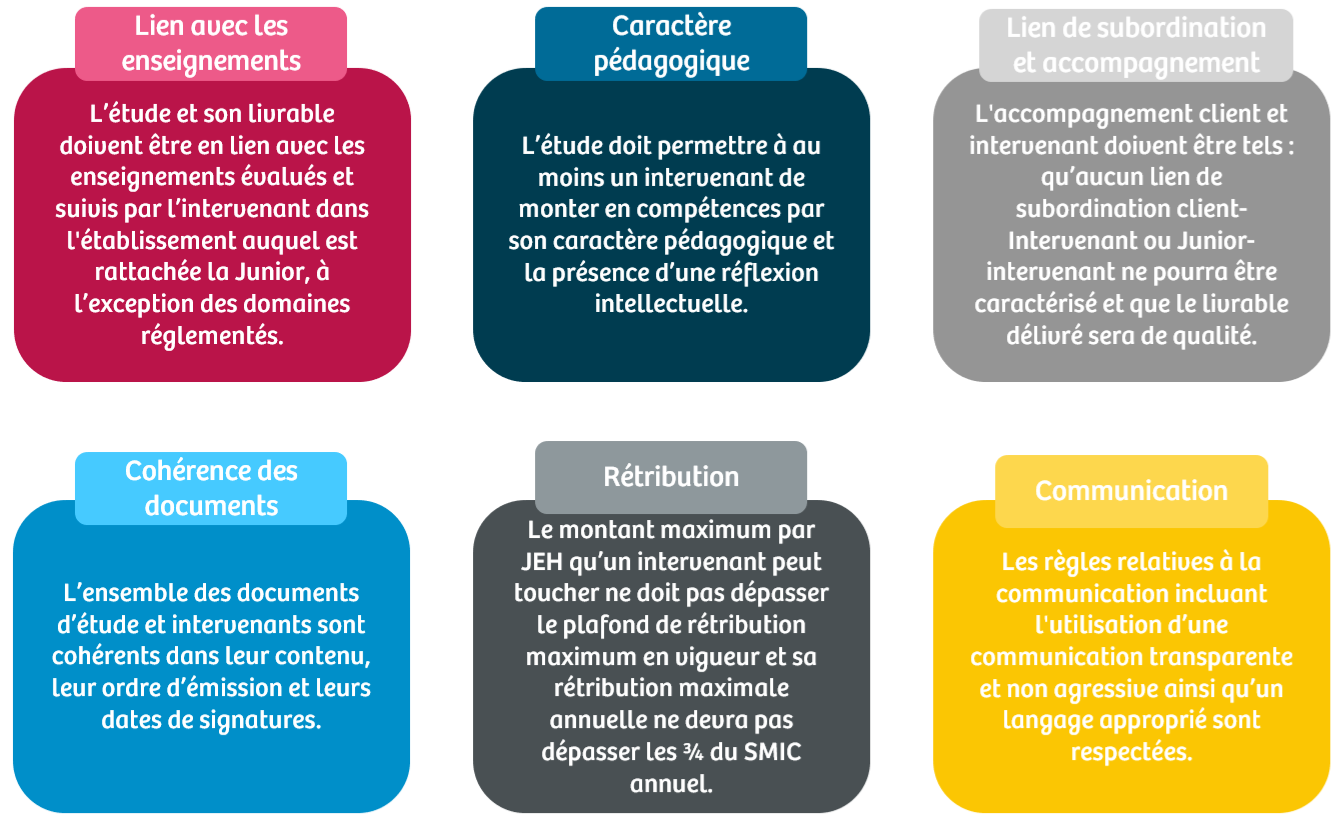 Lien avec les
enseignements
L'étude et son livrable
doivent être en lien avec les
enseignements évalués et
suivis par l'intervenant dans
l'établissement auquel est
rattachée la Junior, à
l'exception des domaines
réglementés.
Caractère
pédagogique
L'étude doit permettre à au
moins un intervenant de
monter en compétences par
son caractère pédagogique et
la présence d'une réflexion
intellectuelle.
Lien de subordination
et accompagnement
L'accompagnement client et
intervenant doivent être tels :
qu'aucun lien de
subordination client-
Intervenant ou Junior-
intervenant ne pourra être
caractérisé et que le livrable
délivré sera de qualité.
Cohérence des
documents
L'ensemble des documents
d'étude et intervenants sont
cohérents dans leur contenu,
leur ordre d'émission et leurs
dates de signatures.
Rétribution
Le montant maximum par
JEH qu'un intervenant peut
toucher ne doit pas dépasser
le plafond de rétribution
maximum en vigueur et sa
rétribution maximale
annuelle ne devra pas
dépasser les ¾ du SMIC
annuel.
Communication
Les règles relatives à la
communication incluant
l'utilisation d'une
communication transparente
et non agressive ainsi qu'un
langage approprié sont
respectées.